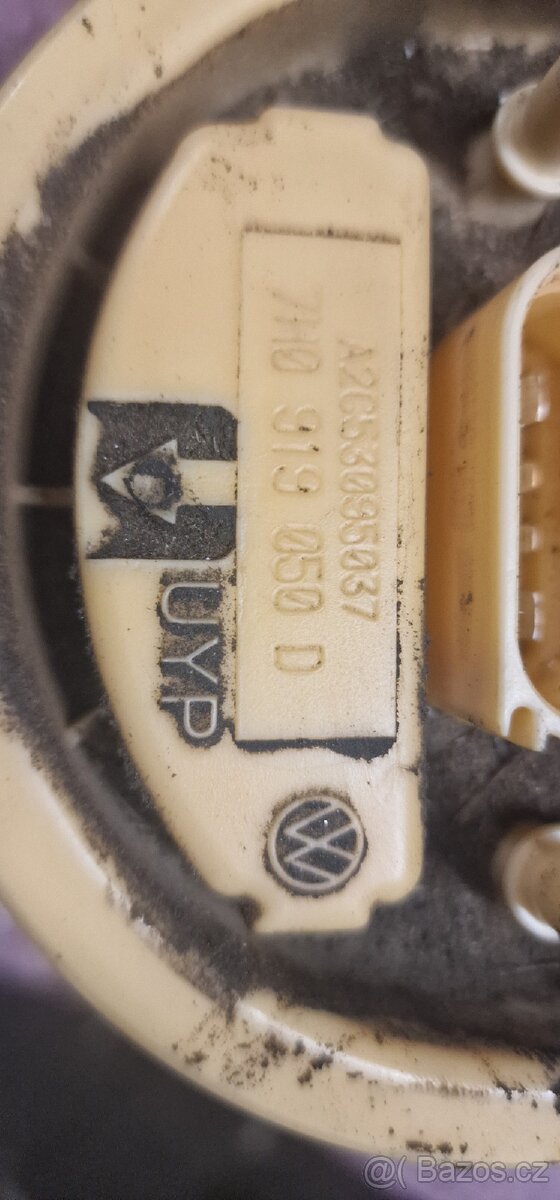 A2C53095037
7H0 919 050 D
UYP
@( Bazos.cz